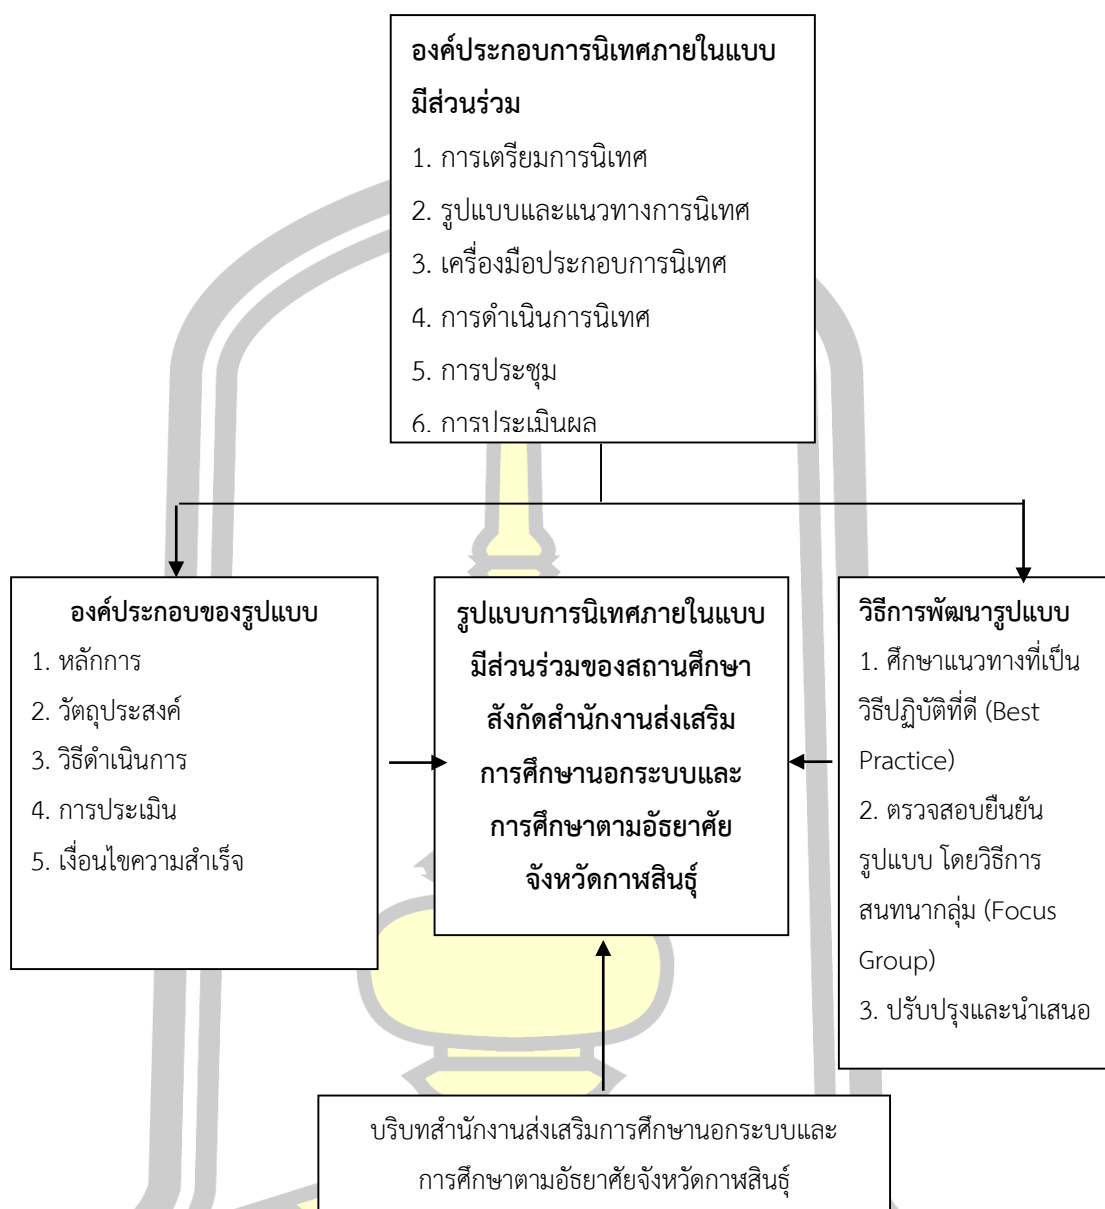 องค์ประกอบการนิเทศภายในแบบ
มีส่วนร่วม
1. การเตรียมการนิเทศ
2. รูปแบบและแนวทางการนิเทศ
3. เครื่องมือประกอบการนิเทศ
4. การดำเนินการนิเทศ
5. การประชุม
6. การประเมินผล
องค์ประกอบของรูปแบบ
1. หลักการ
2. วัตถุประสงค์
3. วิธีดำเนินการ
4. การประเมิน
5. เงื่อนไขความสำเร็จ
รูปแบบการนิเทศภายในแบบ
มีส่วนร่วมของสถานศึกษา
สังกัดสำนักงานส่งเสริม
การศึกษานอกระบบและ
การศึกษาตามอัธยาศัย
จังหวัดกาฬสินธุ์
วิธีการพัฒนารูปแบบ
1. ศึกษาแนวทางที่เป็น
วิธีปฏิบัติที่ดี (Best
Practice)
2. ตรวจสอบยืนยัน
รูปแบบ โดยวิธีการ
สนทนากลุ่ม (Focus
Group)
3. ปรับปรุงและนำเสนอ
บริบทสำนักงานส่งเสริมการศึกษานอกระบบและ
การศึกษาตามอัธยาศัยจังหวัดกาฬสินธุ์